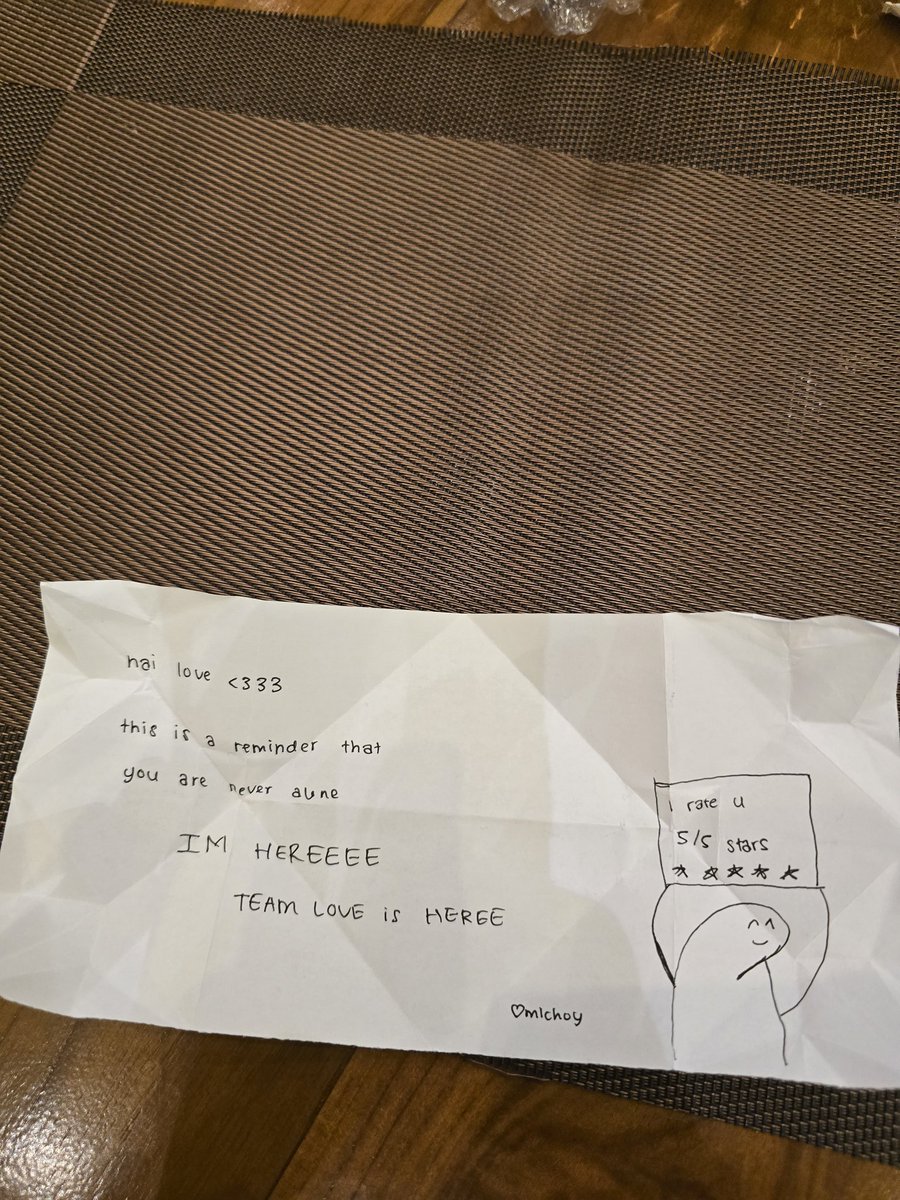 hai love <333
this is a reminder that
you are never alone
IM HEREEEE
TEAM LOVE is HEREE
♡michoy
I rate u
5/5 stars
★ ★ ★ ★ ★